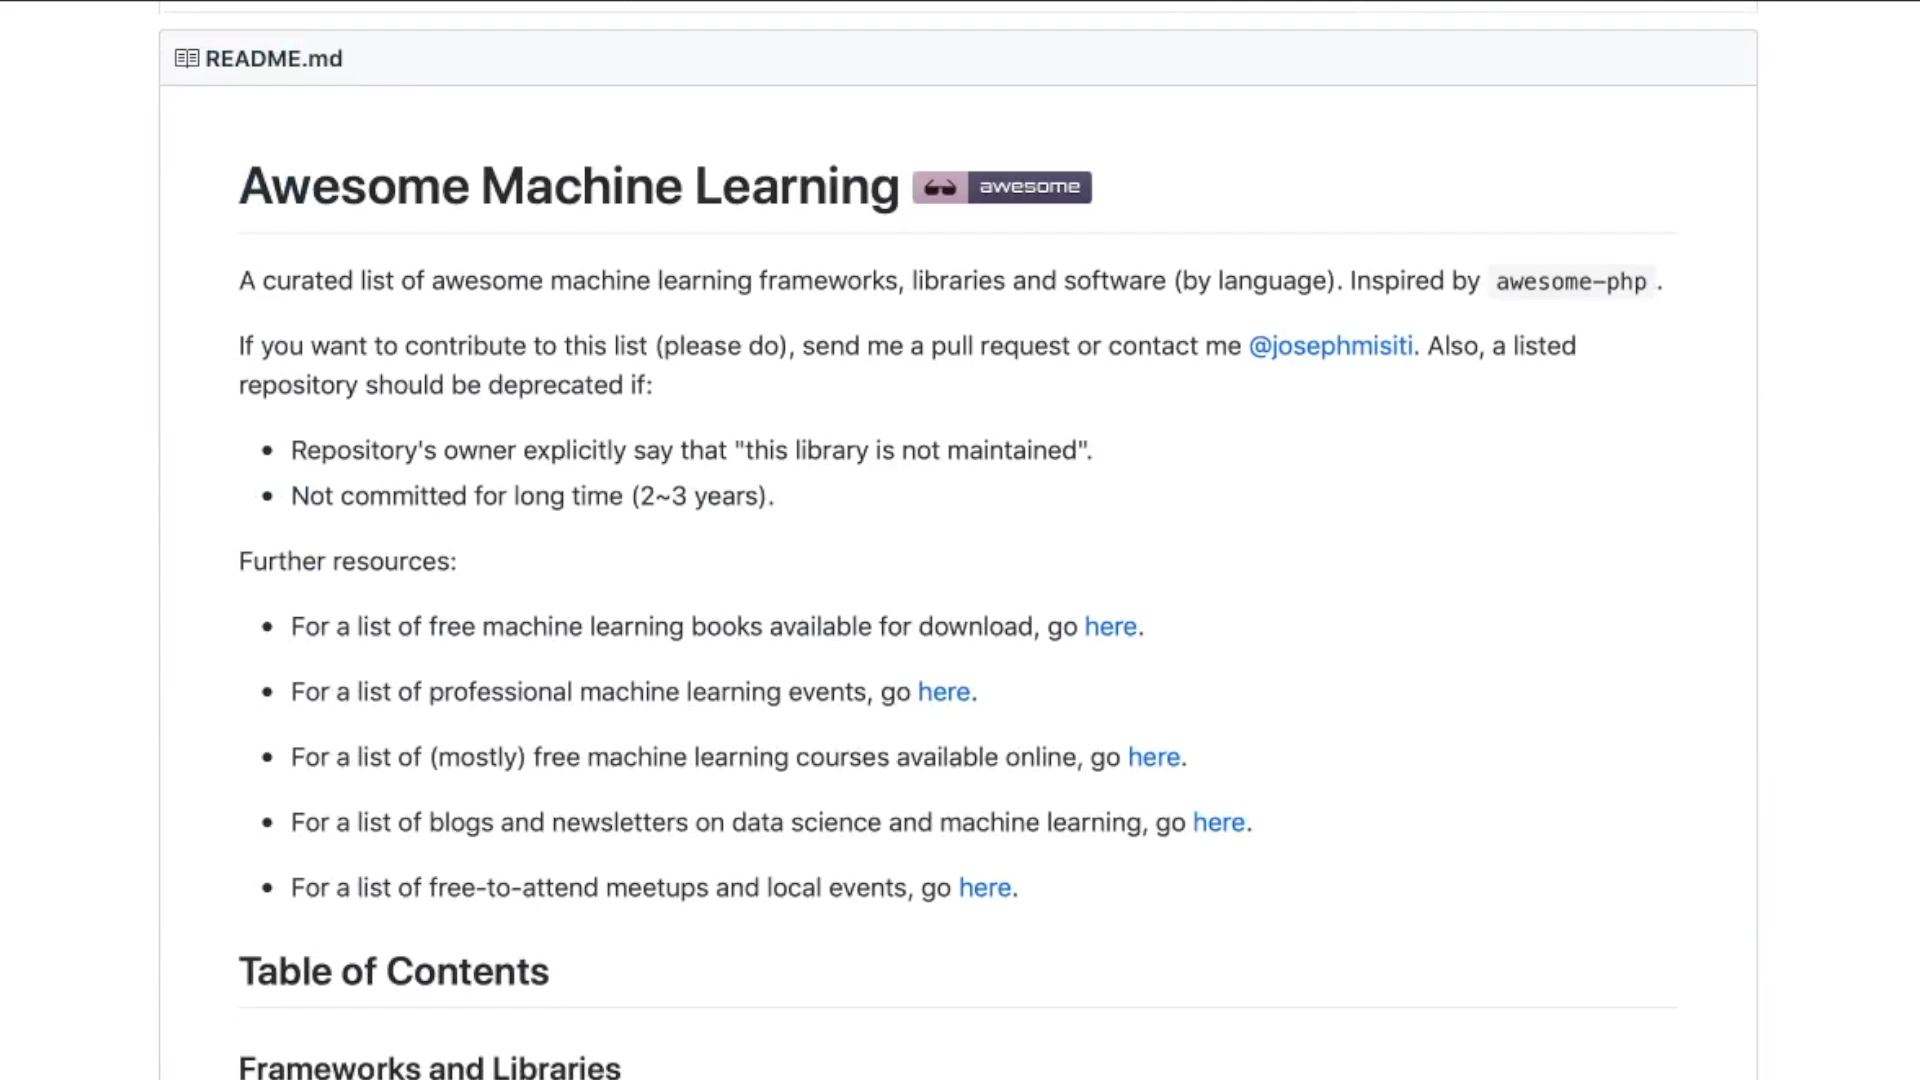 README.md
Awesome Machine Learning awesome
A curated list of awesome machine learning frameworks, libraries and software (by language). Inspired by awesome-php .
If you want to contribute to this list (please do), send me a pull request or contact me @josephmisiti. Also, a listed
repository should be deprecated if:
• Repository's owner explicitly say that "this library is not maintained".
• Not committed for long time (2~3 years).
Further resources:
• For a list of free machine learning books available for download, go here.
• For a list of professional machine learning events, go here.
• For a list of (mostly) free machine learning courses available online, go here.
• For a list of blogs and newsletters on data science and machine learning, go here.
• For a list of free-to-attend meetups and local events, go here.
Table of Contents
Frameworks and Libraries